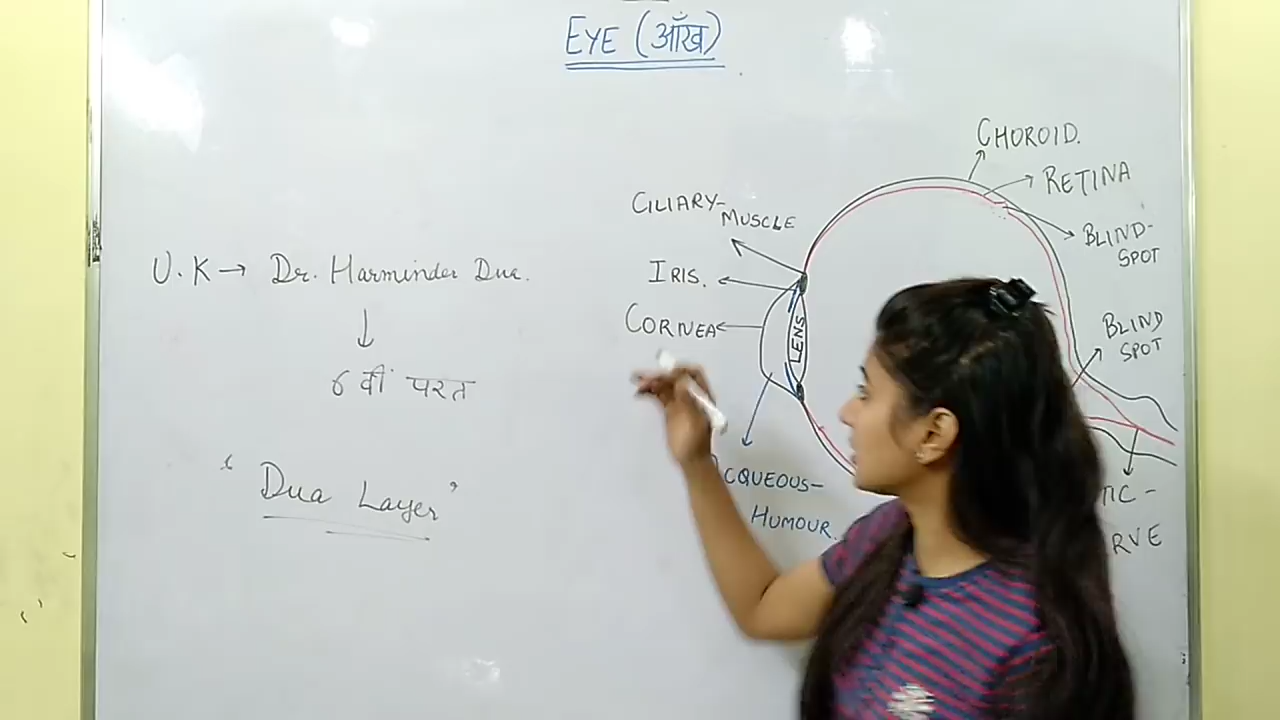 EYE (आँख)
U.K → Dr. Harminder Dua.
6 वीं परत
" Dua Layer "
CHOROID.
RETINA
BLIND-
SPOT
CILIARY-
MUSCLE
IRIS.
CORNEA
LENS
BLIND
SPOT
CQUEOUS-
HUMOUR.
TIC-
RVE